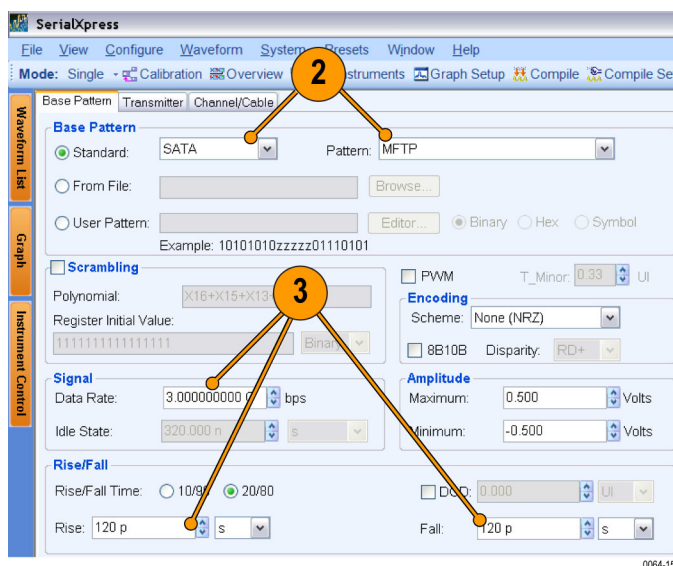 SerialXpress
File View Configure Waveform System Presets Window Help
Mode: Single Calibration Overview struments Graph Setup Compile Compile Se
2
Waveform List
Graph
Instrument Control
Base Pattern Transmitter Channel/Cable
Base Pattern
Standard: SATA Pattern: MFTP
From File: Browse...
User Pattern: Editor... Binary Hex Symbol
Example: 10101010zzzzz01110101
Scrambling
PWM T_Minor: 0.33 UI
Polynomial: X16+X15+X13
3
Encoding
Register Initial Value: Scheme: None (NRZ)
1111111111111111 Binary 8B10B Disparity: RD+
Signal Amplitude
Data Rate: 3.000000000 G bps Maximum: 0.500 Volts
Idle State: 320.000 n s Minimum: -0.500 Volts
Rise/Fall
Rise/Fall Time: 10/90 20/80 DCD: 0.000 UI
Rise: 120 p s Fall: 120 p s
0064-15